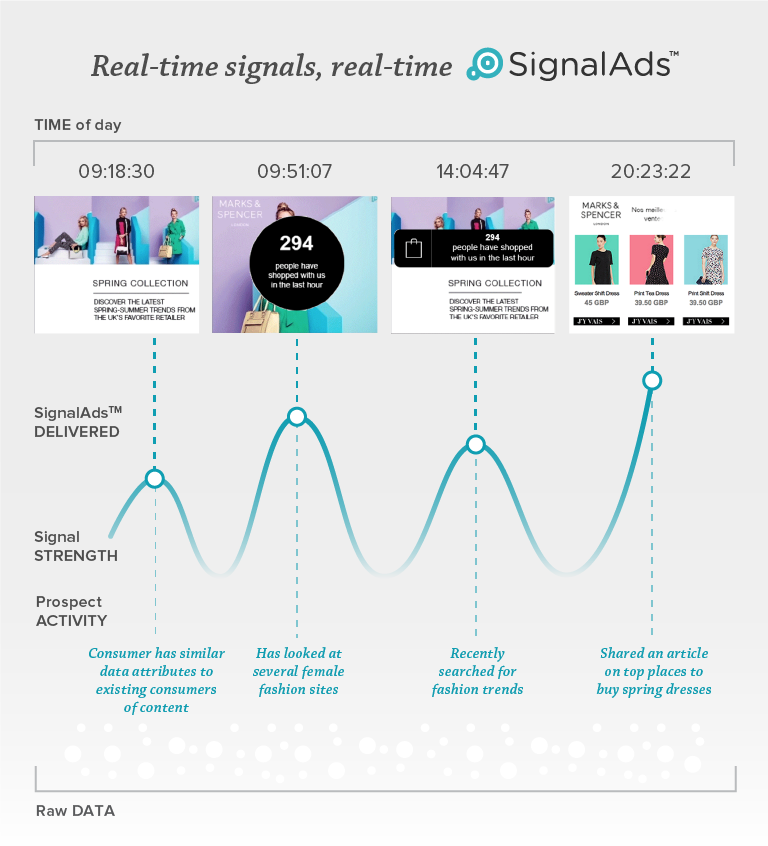 Real-time signals, real-time SignalAds™
TIME of day
09:18:30
09:51:07
14:04:47
20:23:22
SPRING COLLECTION
DISCOVER THE LATEST
SPRING-SUMMER TRENDS FROM
THE UK'S FAVORITE RETAILER
MARKS &
SPENCER
LONDON
294
people have
shopped with us
in the last hour
294
people have shopped
with us in the last hour
SPRING COLLECTION
DISCOVER THE LATEST
SPRING-SUMMER TRENDS FROM
THE UK'S FAVORITE RETAILER
MARKS &
SPENCER
LONDON
Nos meille
vente
Sweater Shift Dress
45 GBP
J'Y VAIS >
Print Tea Dress
39.50 GBP
J'Y VAIS >
Print Shift Dress
39.50 GBP
J'Y VAIS >
SignalAds™
DELIVERED
Signal
STRENGTH
Prospect
ACTIVITY
Consumer has similar
data attributes to
existing consumers
of content
Has looked at
several female
fashion sites
Recently
searched for
fashion trends
Shared an article
on top places to
buy spring dresses
Raw DATA